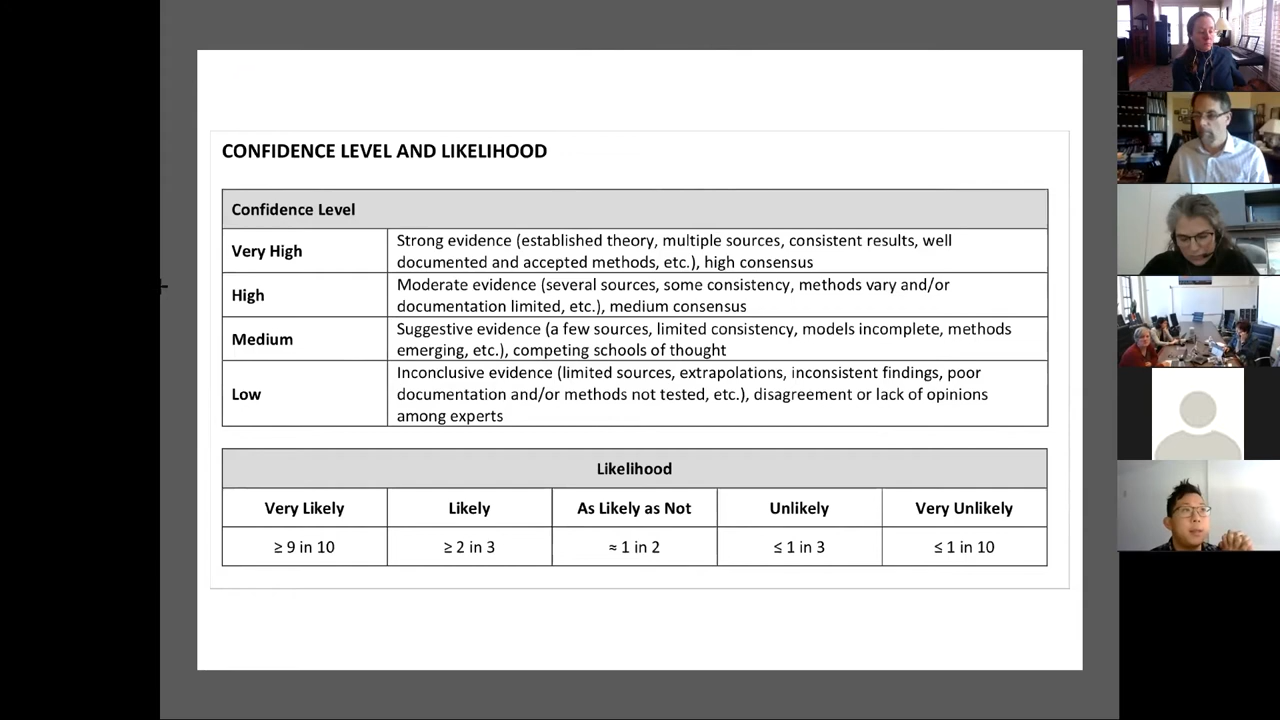 CONFIDENCE LEVEL AND LIKELIHOOD
Confidence Level
Very High
Strong evidence (established theory, multiple sources, consistent results, well
documented and accepted methods, etc.), high consensus
High
Moderate evidence (several sources, some consistency, methods vary and/or
documentation limited, etc.), medium consensus
Medium
Suggestive evidence (a few sources, limited consistency, models incomplete, methods
emerging, etc.), competing schools of thought
Low
Inconclusive evidence (limited sources, extrapolations, inconsistent findings, poor
documentation and/or methods not tested, etc.), disagreement or lack of opinions
among experts
Likelihood
Very Likely Likely As Likely as Not Unlikely Very Unlikely
≥ 9 in 10 ≥ 2 in 3 ≈ 1 in 2 ≤ 1 in 3 ≤ 1 in 10